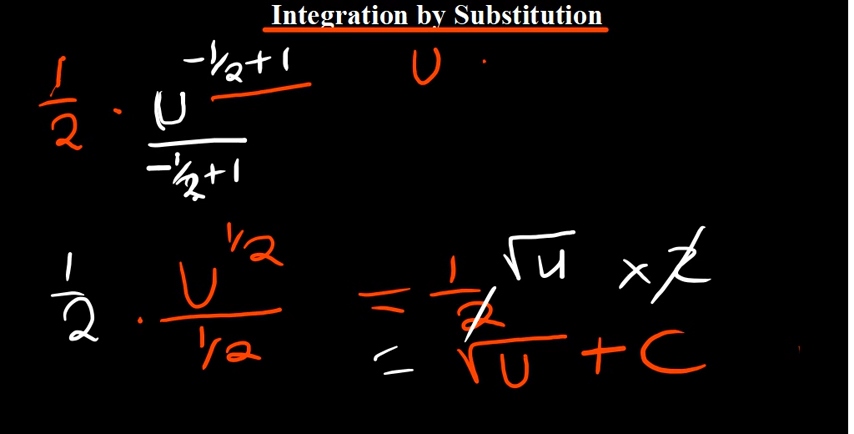 Integration by Substitution
1/2 · U^(-1/2+1) / (-1/2+1) U ·
1/2 · U^(1/2) / (1/2) = 1/2 √u × 2
= √U + C